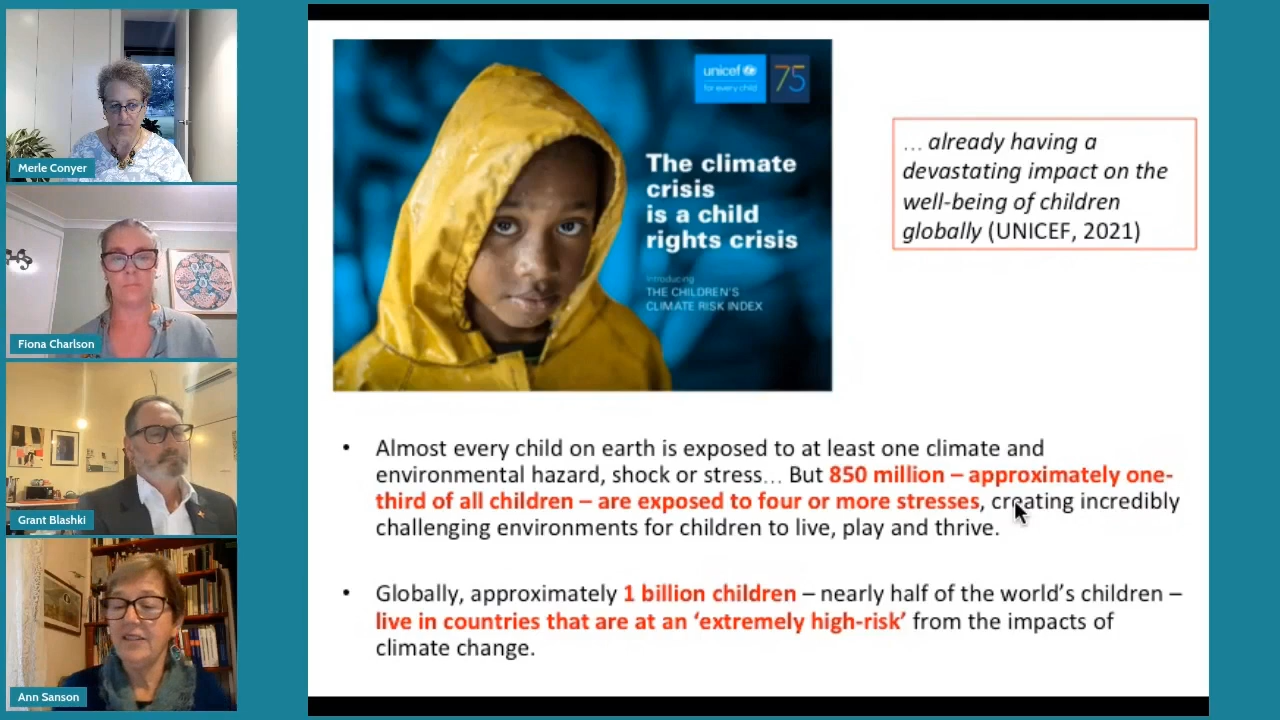 Merle Conyer
Fiona Charlson
Grant Blashki
Ann Sanson
unicef
for every child
75
The climate
crisis
is a child
rights crisis
Introducing
THE CHILDREN'S
CLIMATE RISK INDEX
… already having a
devastating impact on the
well-being of children
globally (UNICEF, 2021)
• Almost every child on earth is exposed to at least one climate and
environmental hazard, shock or stress… But 850 million – approximately one-
third of all children – are exposed to four or more stresses, creating incredibly
challenging environments for children to live, play and thrive.
• Globally, approximately 1 billion children – nearly half of the world’s children –
live in countries that are at an ‘extremely high-risk’ from the impacts of
climate change.